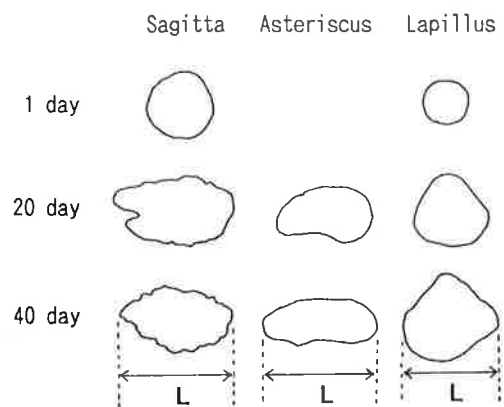 Sagitta Asteriscus Lapillus
1 day
20 day
40 day
L L L